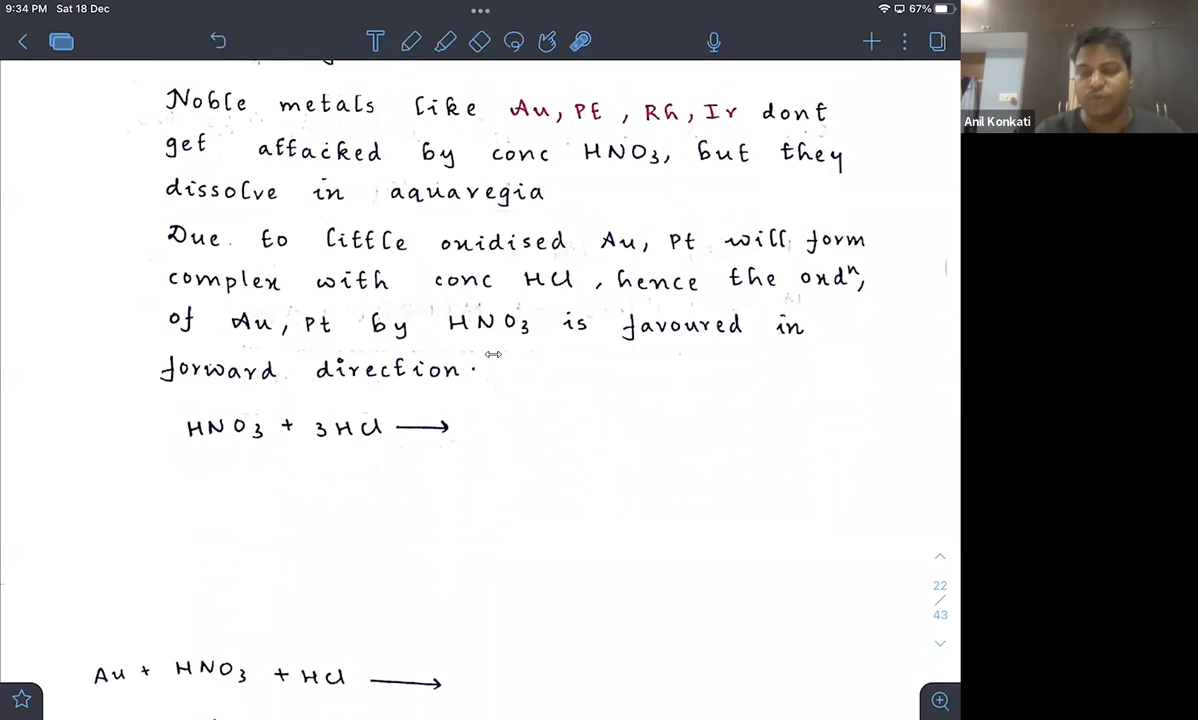 9:34 PM Sat 18 Dec
67%
Noble metals like Au, Pt, Rh, Ir dont
get attacked by conc HNO3, but they
dissolve in aquaregia
Due to little oxidised Au, Pt will form
complex with conc HCl, hence the oxdⁿ,
of Au, Pt by HNO3 is favoured in
forward direction.
HNO3 + 3HCl ⟶
Au + HNO3 + HCl ⟶
22
/
43
Anil Konkati